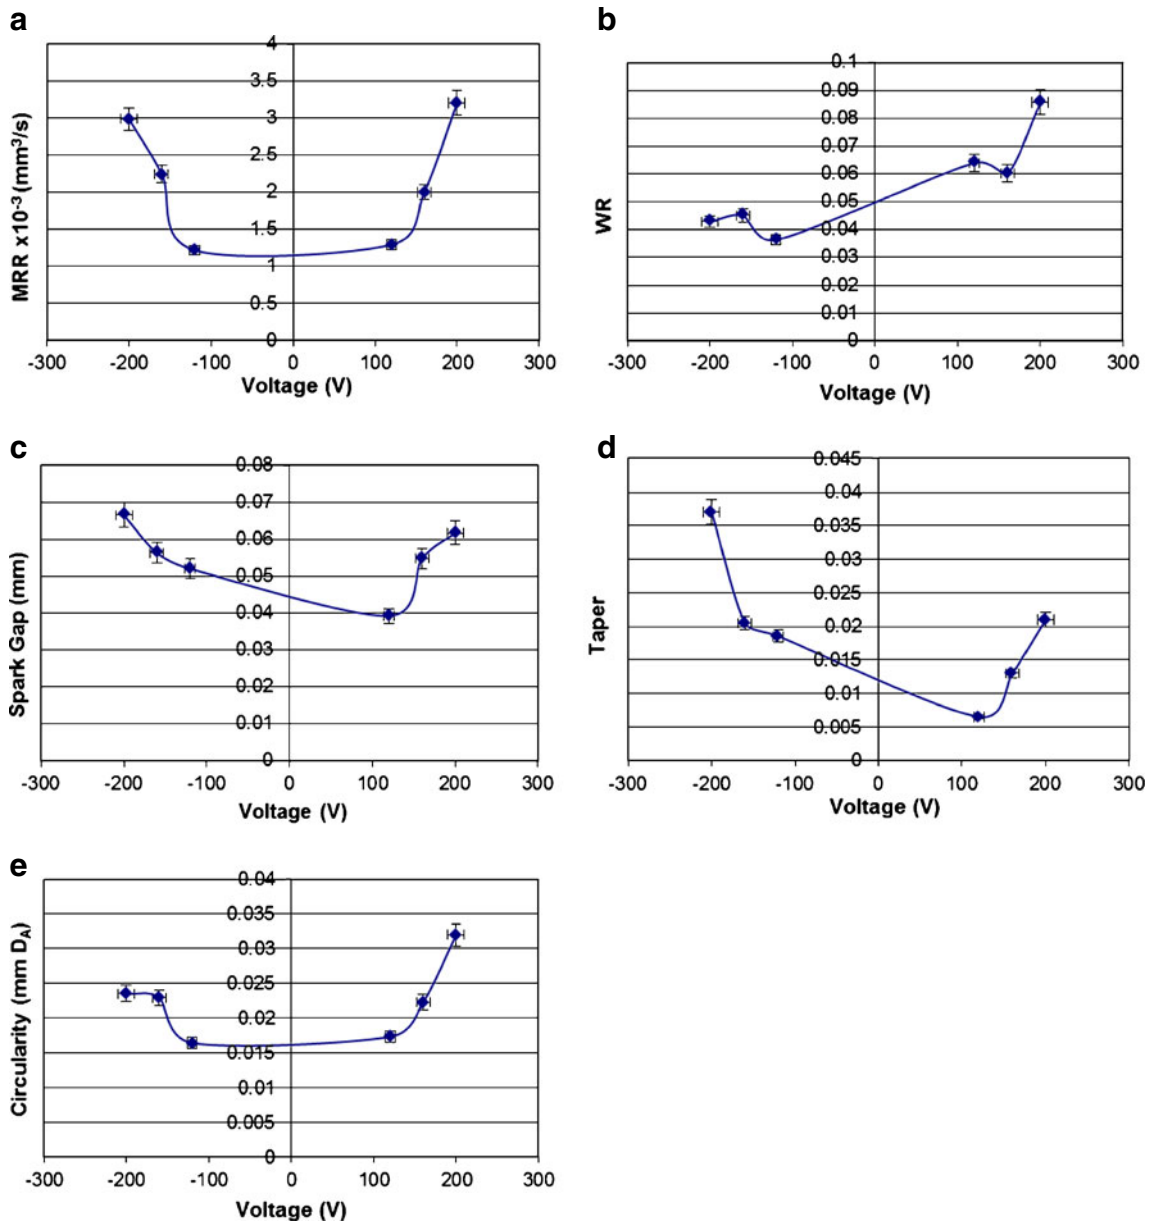 a
MRR x10⁻³ (mm³/s)
4
3.5
3
2.5
2
1.5
1
0.5
0
-300 -200 -100 0 100 200 300
Voltage (V)
b
WR
0.1
0.09
0.08
0.07
0.06
0.05
0.04
0.03
0.02
0.01
0
-300 -200 -100 0 100 200 300
Voltage (V)
c
Spark Gap (mm)
0.08
0.07
0.06
0.05
0.04
0.03
0.02
0.01
0
-300 -200 -100 0 100 200 300
Voltage (V)
d
Taper
0.045
0.04
0.035
0.03
0.025
0.02
0.015
0.01
0.005
0
-300 -200 -100 0 100 200 300
Voltage (V)
e
Circularity (mm D_A)
0.04
0.035
0.03
0.025
0.02
0.015
0.01
0.005
0
-300 -200 -100 0 100 200 300
Voltage (V)